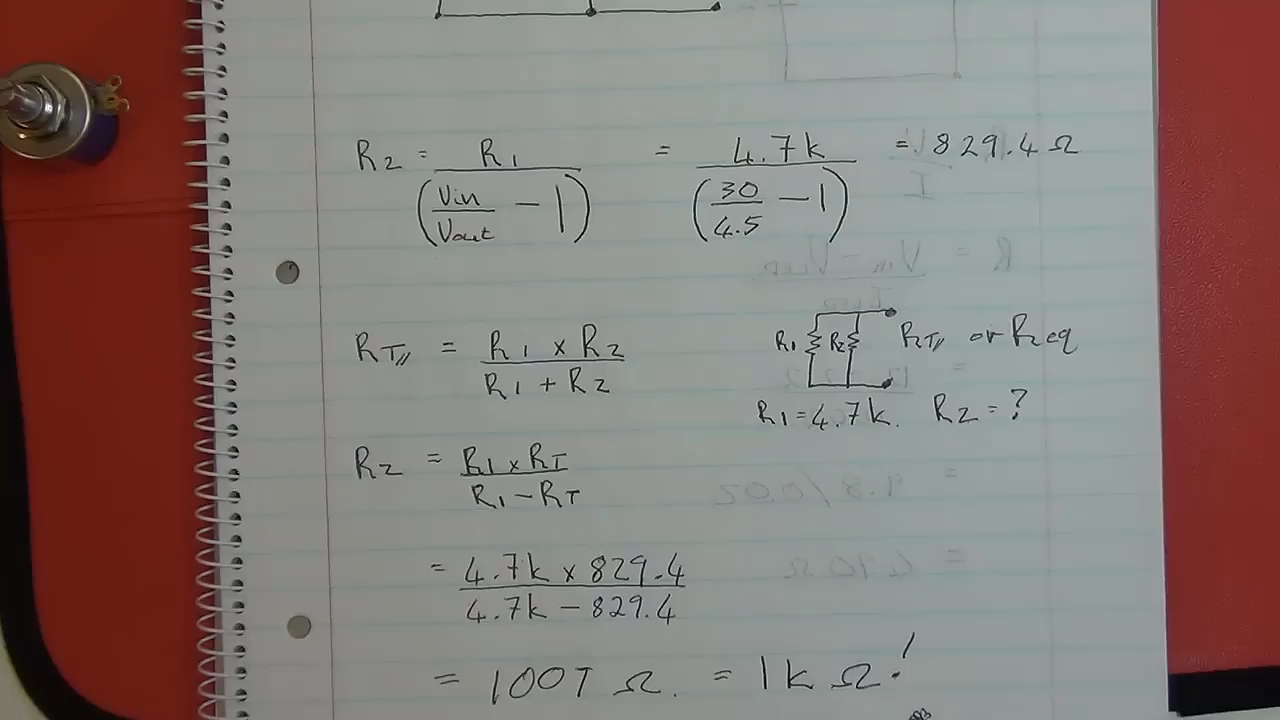 R2 = R1 / (Vin/Vout - 1) = 4.7k / (30/4.5 - 1) = 829.4 Ω
RT// = R1 x R2 / R1 + R2
R1 R2 RT// or Req
R1 = 4.7k. R2 = ?
R2 = R1 x RT / R1 - RT
= 4.7k x 829.4 / 4.7k - 829.4
= 1007 Ω. = 1k Ω!